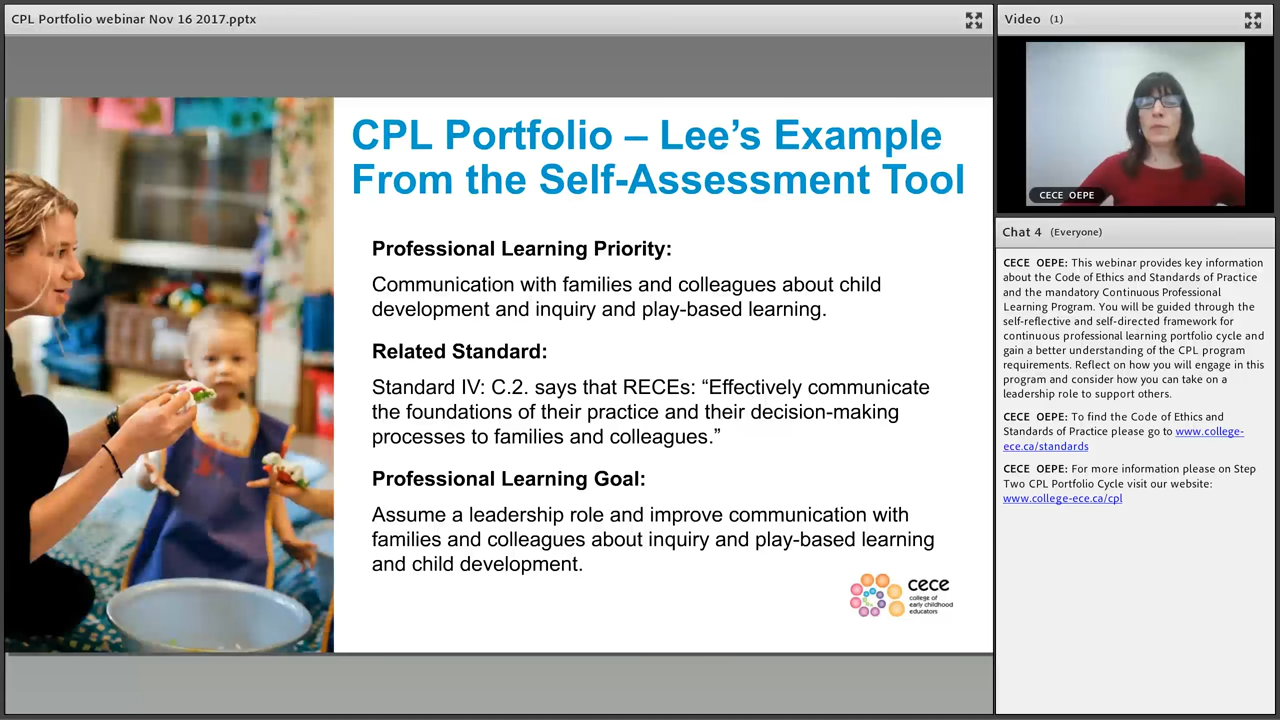 CPL Portfolio webinar Nov 16 2017.pptx
CPL Portfolio – Lee’s Example
From the Self-Assessment Tool
Professional Learning Priority:
Communication with families and colleagues about child
development and inquiry and play-based learning.
Related Standard:
Standard IV: C.2. says that RECEs: “Effectively communicate
the foundations of their practice and their decision-making
processes to families and colleagues.”
Professional Learning Goal:
Assume a leadership role and improve communication with
families and colleagues about inquiry and play-based learning
and child development.
cece
college of
early childhood
educators
Video (1)
CECE OEPE
Chat 4 (Everyone)
CECE OEPE: This webinar provides key information
about the Code of Ethics and Standards of Practice
and the mandatory Continuous Professional
Learning Program. You will be guided through the
self-reflective and self-directed framework for
continuous professional learning portfolio cycle and
gain a better understanding of the CPL program
requirements. Reflect on how you will engage in this
program and consider how you can take on a
leadership role to support others.
CECE OEPE: To find the Code of Ethics and
Standards of Practice please go to www.college-
ece.ca/standards
CECE OEPE: For more information please on Step
Two CPL Portfolio Cycle visit our website:
www.college-ece.ca/cpl